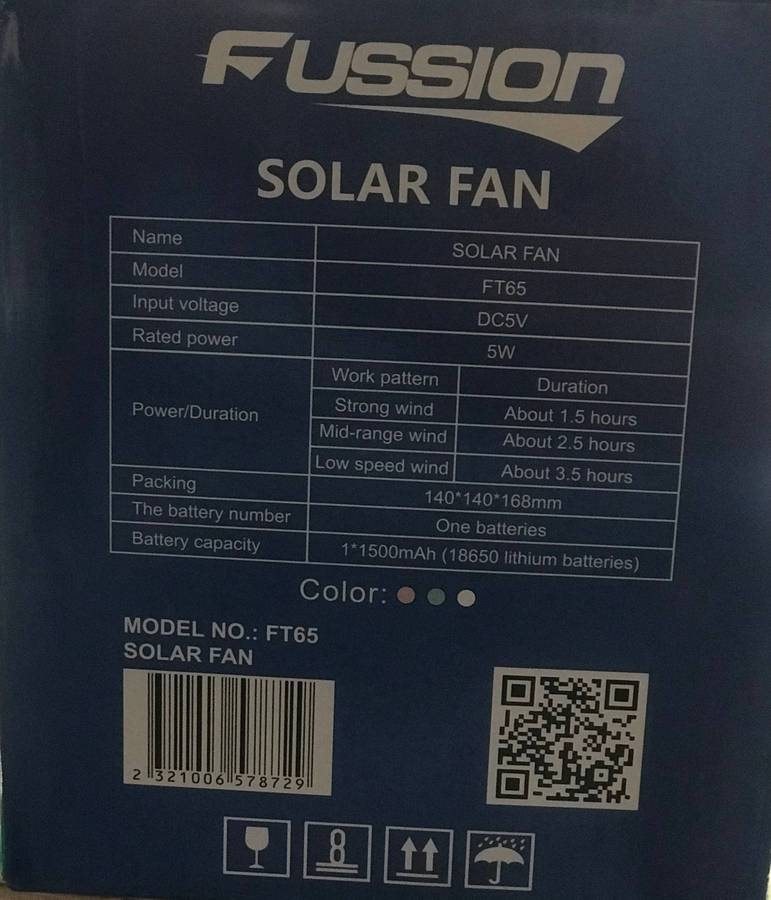 FUSSION
SOLAR FAN
Name SOLAR FAN
Model FT65
Input voltage DC5V
Rated power 5W
Power/Duration
Work pattern Duration
Strong wind About 1.5 hours
Mid-range wind About 2.5 hours
Low speed wind About 3.5 hours
Packing 140*140*168mm
The battery number One batteries
Battery capacity 1*1500mAh (18650 lithium batteries)
Color:
MODEL NO.: FT65
SOLAR FAN
2 321006 578729
8